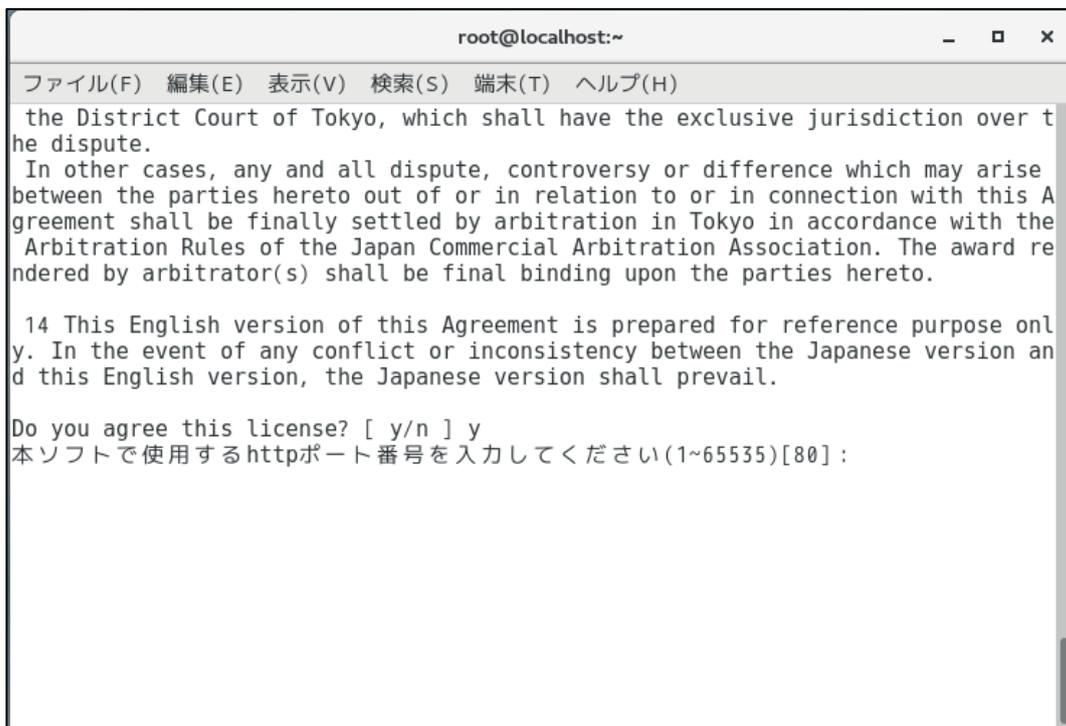 root@localhost:~
ファイル(F) 編集(E) 表示(V) 検索(S) 端末(T) ヘルプ(H)
the District Court of Tokyo, which shall have the exclusive jurisdiction over t
he dispute.
In other cases, any and all dispute, controversy or difference which may arise
between the parties hereto out of or in relation to or in connection with this A
greement shall be finally settled by arbitration in Tokyo in accordance with the
Arbitration Rules of the Japan Commercial Arbitration Association. The award re
ndered by arbitrator(s) shall be final binding upon the parties hereto.
14 This English version of this Agreement is prepared for reference purpose onl
y. In the event of any conflict or inconsistency between the Japanese version an
d this English version, the Japanese version shall prevail.
Do you agree this license? [ y/n ] y
本ソフトで使用するhttpポート番号を入力してください(1~65535)[80]: